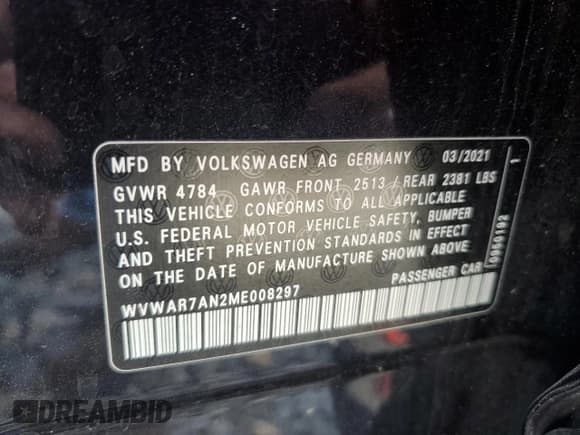 MFD BY VOLKSWAGEN AG GERMANY 03/2021
GVWR 4784 GAWR FRONT 2513 / REAR 2381 LBS
THIS VEHICLE CONFORMS TO ALL APPLICABLE
U.S. FEDERAL MOTOR VEHICLE SAFETY, BUMPER
AND THEFT PREVENTION STANDARDS IN EFFECT
ON THE DATE OF MANUFACTURE SHOWN ABOVE
WVWAR7AN2ME008297 PASSENGER CAR
0959192 1
DREAMBID